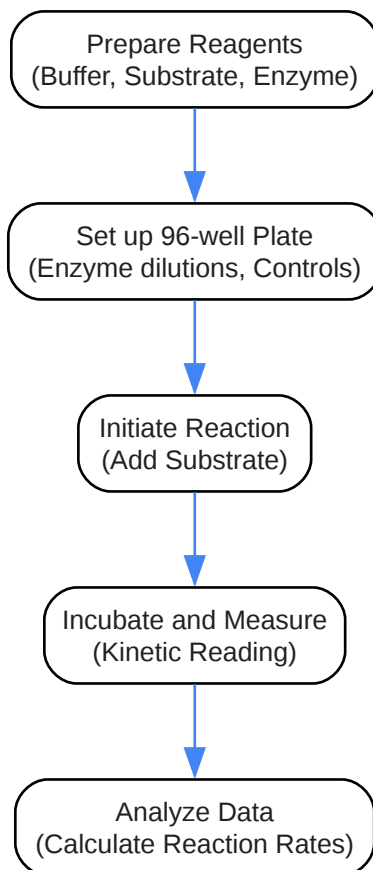 Prepare Reagents
(Buffer, Substrate, Enzyme)
Set up 96-well Plate
(Enzyme dilutions, Controls)
Initiate Reaction
(Add Substrate)
Incubate and Measure
(Kinetic Reading)
Analyze Data
(Calculate Reaction Rates)